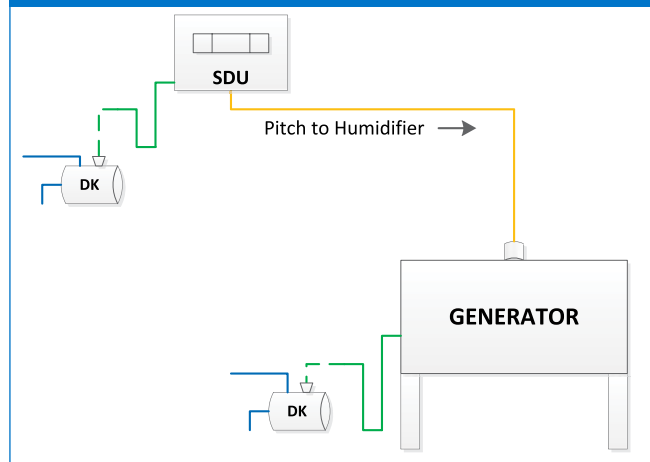 SDU
Pitch to Humidifier
DK
GENERATOR
DK